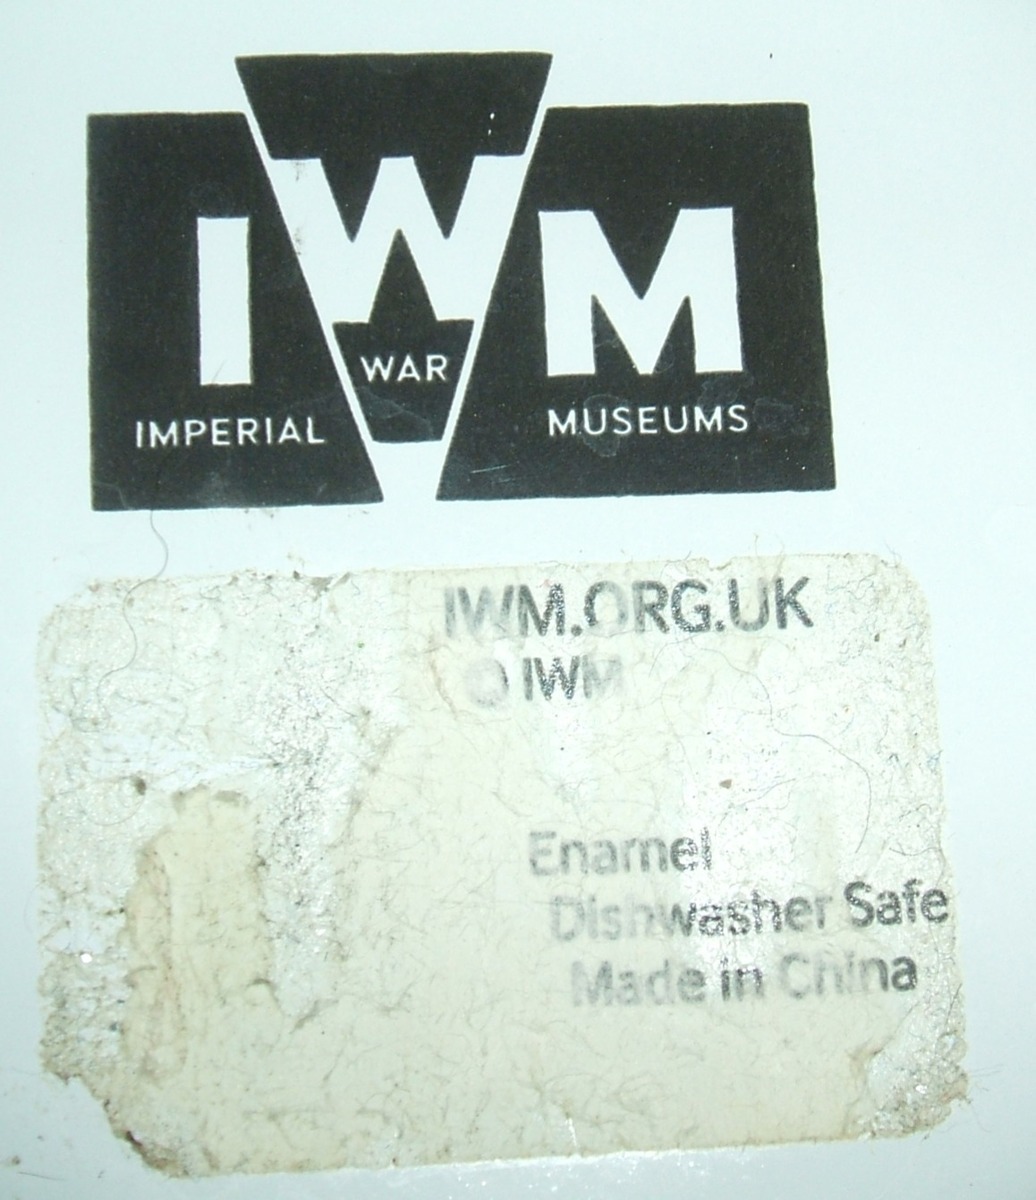 IWM
IMPERIAL WAR MUSEUMS
IWM.ORG.UK
© IWM
Enamel
Dishwasher Safe
Made in China